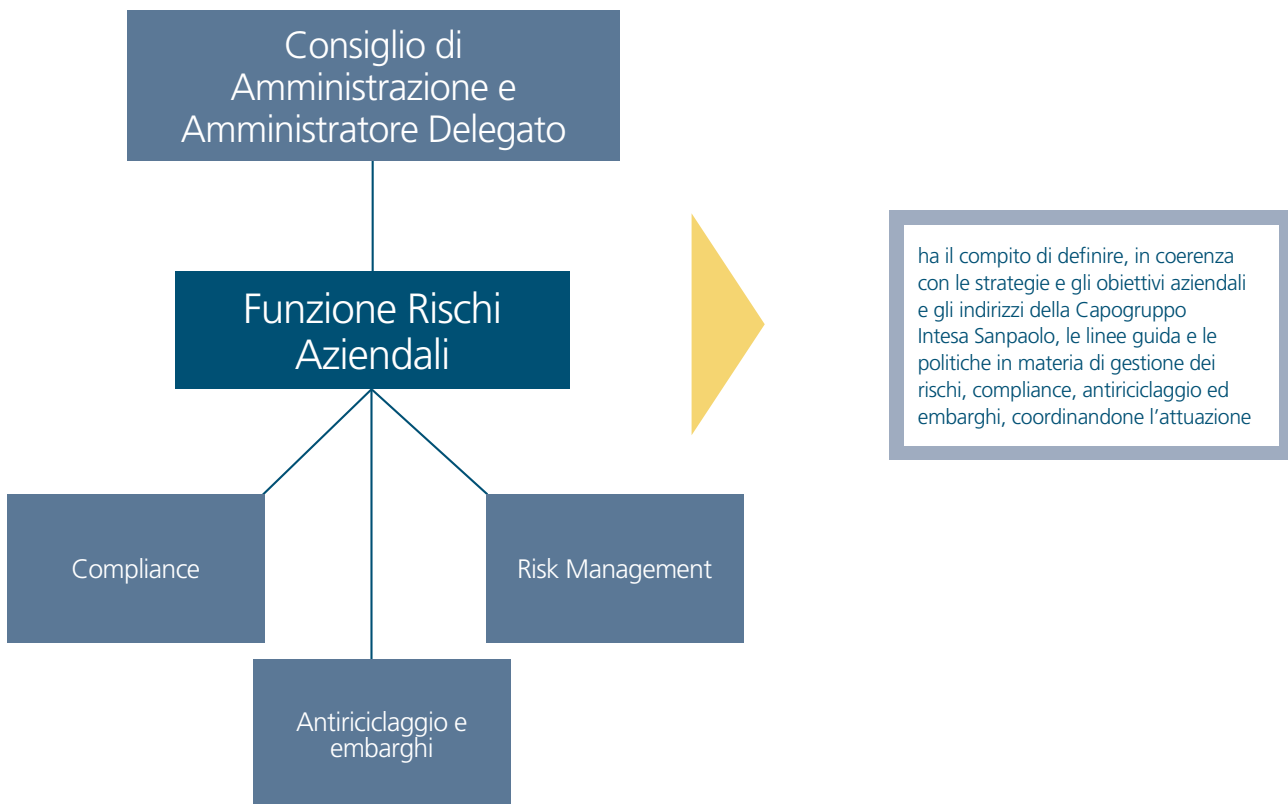 Consiglio di
Amministrazione e
Amministratore Delegato
Funzione Rischi
Aziendali
ha il compito di definire, in coerenza
con le strategie e gli obiettivi aziendali
e gli indirizzi della Capogruppo
Intesa Sanpaolo, le linee guida e le
politiche in materia di gestione dei
rischi, compliance, antiriciclaggio ed
embarghi, coordinandone l’attuazione
Compliance
Risk Management
Antiriciclaggio e
embarghi